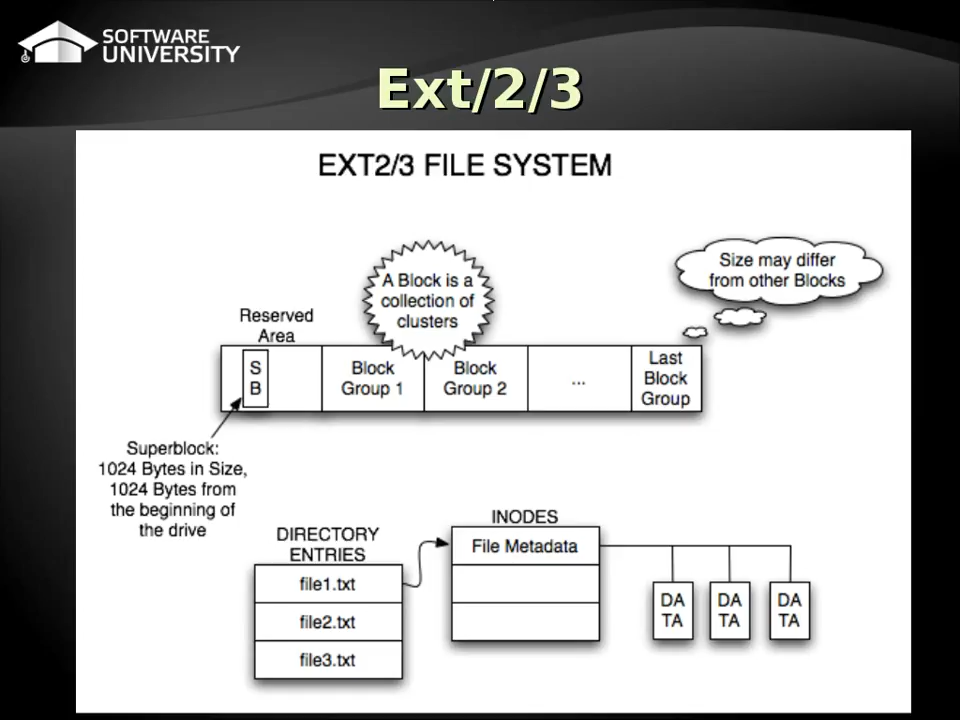 SOFTWARE
UNIVERSITY
Ext/2/3
EXT2/3 FILE SYSTEM
A Block is a
collection of
clusters
Size may differ
from other Blocks
Reserved
Area
S
B
Block
Group 1
Block
Group 2
...
Last
Block
Group
Superblock:
1024 Bytes in Size,
1024 Bytes from
the beginning of
the drive
DIRECTORY
ENTRIES
file1.txt
file2.txt
file3.txt
INODES
File Metadata
DA
TA
DA
TA
DA
TA